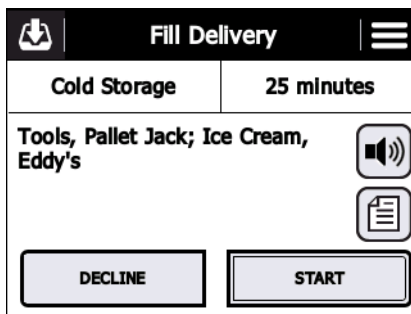 Fill Delivery
Cold Storage
25 minutes
Tools, Pallet Jack; Ice Cream,
Eddy's
DECLINE
START